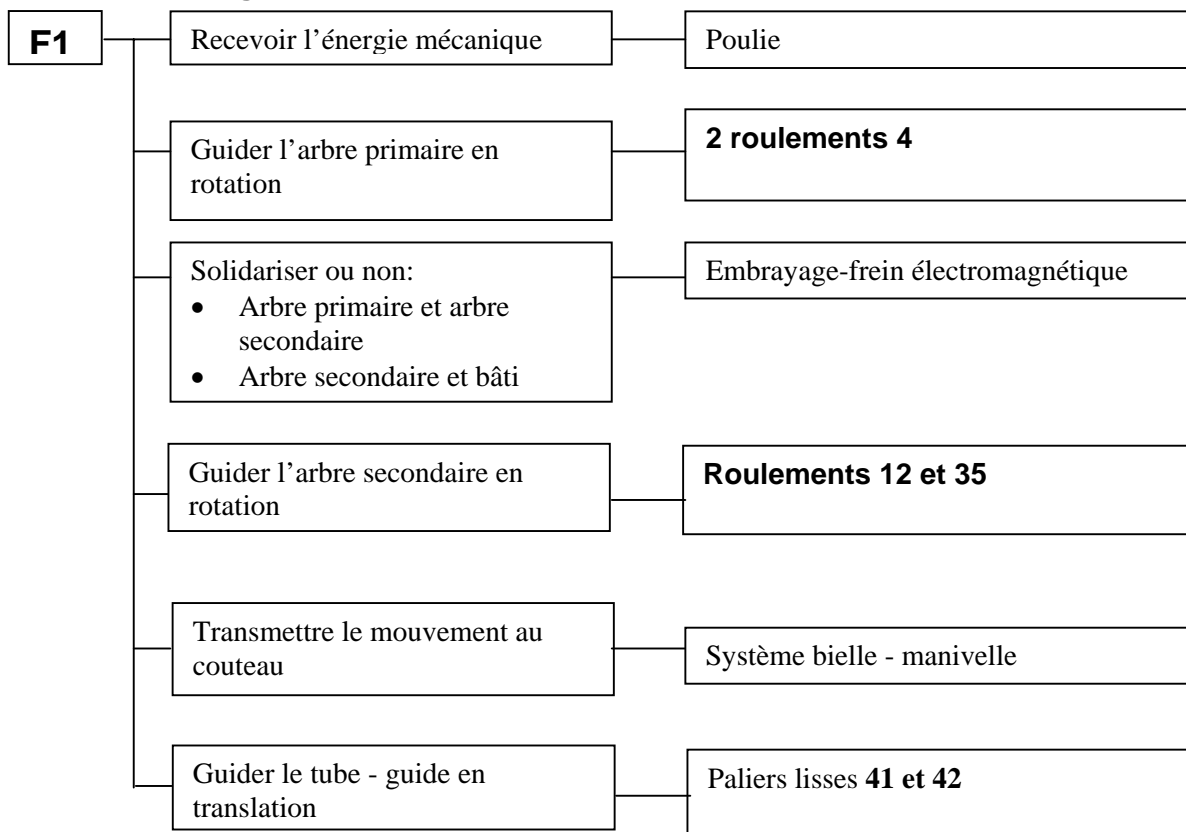 F1
Recevoir l'énergie mécanique
Poulie
Guider l'arbre primaire en
rotation
2 roulements 4
Solidariser ou non:
• Arbre primaire et arbre
secondaire
• Arbre secondaire et bâti
Embrayage-frein électromagnétique
Guider l'arbre secondaire en
rotation
Roulements 12 et 35
Transmettre le mouvement au
couteau
Système bielle - manivelle
Guider le tube - guide en
translation
Paliers lisses 41 et 42